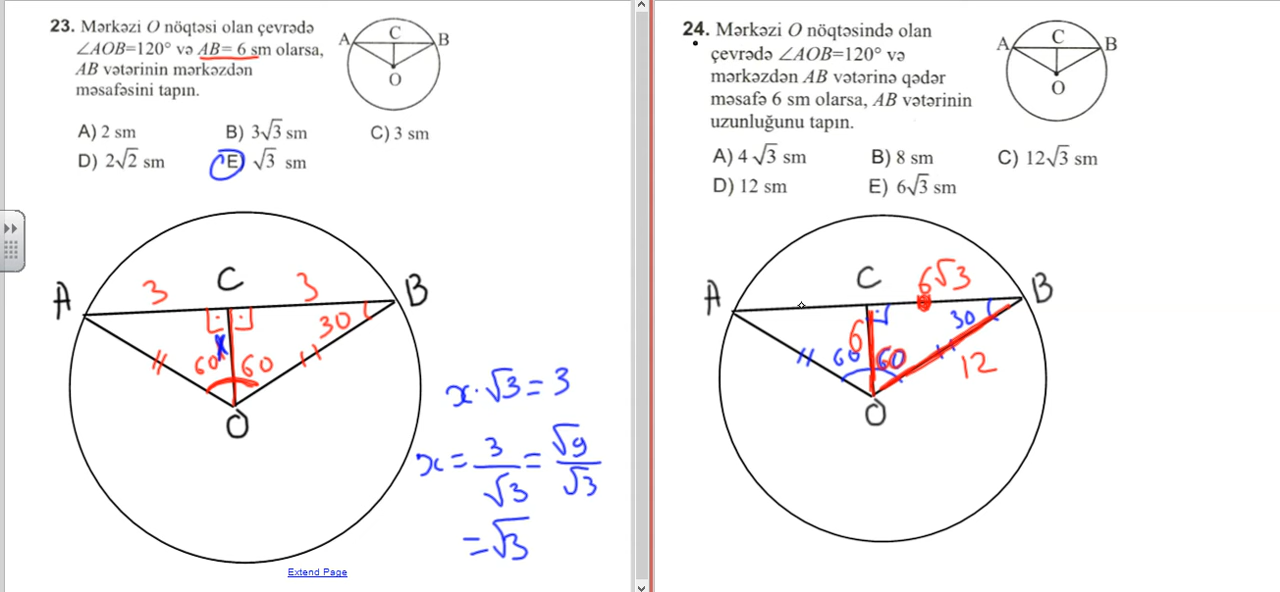 23. Mərkəzi O nöqtəsi olan çevrədə
∠AOB=120° və AB= 6 sm olarsa,
AB vətərinin mərkəzdən
məsafəsini tapın.
A C B
O
A) 2 sm B) 3√3 sm C) 3 sm
D) 2√2 sm E) √3 sm
A 3 C 3 B
30
60 x 60
O
x·√3=3
x= 3/√3 = √9/√3
=√3
Extend Page
24. Mərkəzi O nöqtəsində olan
çevrədə ∠AOB=120° və
mərkəzdən AB vətərinə qədər
məsafə 6 sm olarsa, AB vətərinin
uzunluğunu tapın.
A C B
O
A) 4√3 sm B) 8 sm C) 12√3 sm
D) 12 sm E) 6√3 sm
A C 6√3 B
6 30
60 60 12
O